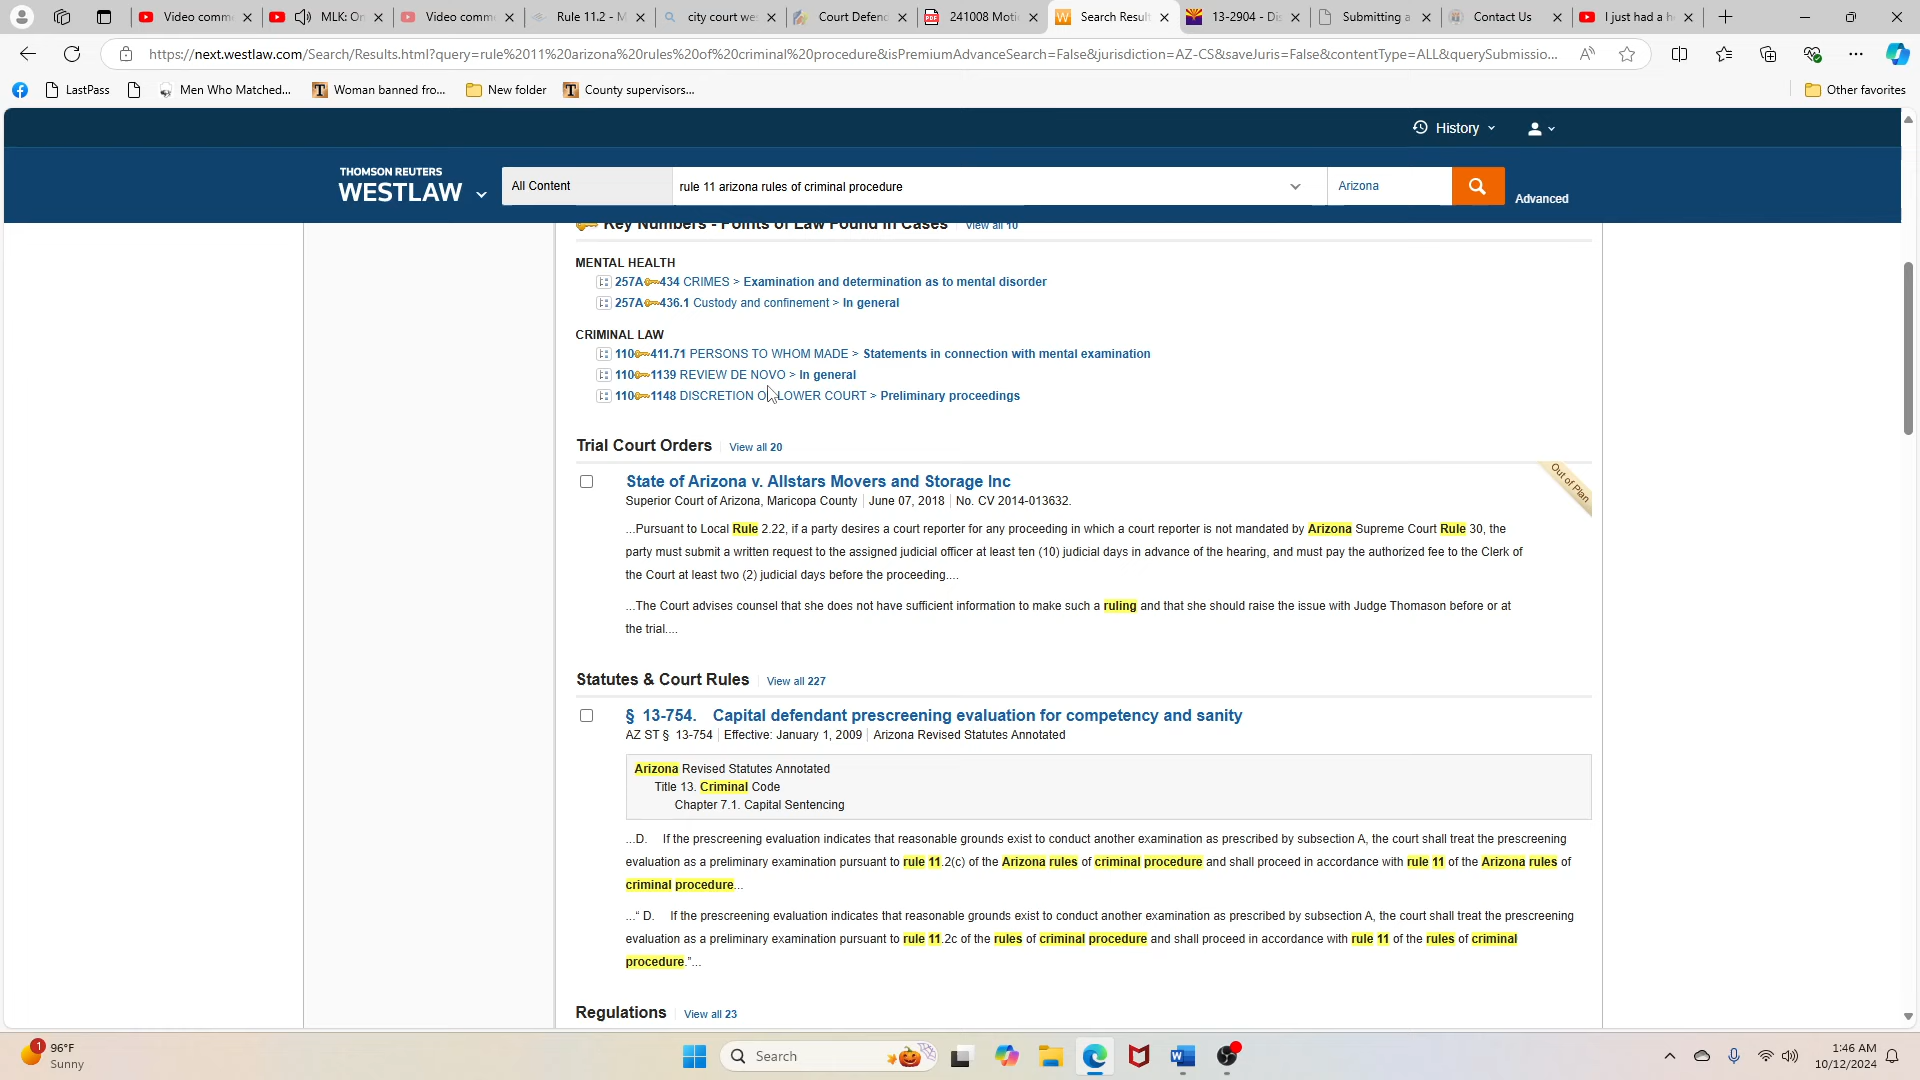 Video comm
MLK: On
Video comm
Rule 11.2 - M
city court we
Court Defend
241008 Moti
Search Result
13-2904 - Di
Submitting a
Contact Us
I just had a h
https://next.westlaw.com/Search/Results.html?query=rule%2011%20arizona%20rules%20of%20criminal%20procedure&isPremiumAdvanceSearch=False&jurisdiction=AZ-CS&saveJuris=False&contentType=ALL&querySubmissio...
LastPass
Men Who Matched...
Woman banned fro...
New folder
County supervisors...
Other favorites
History
THOMSON REUTERS
WESTLAW
All Content
rule 11 arizona rules of criminal procedure
Arizona
Advanced
Key Numbers - Points of Law Found in Cases View all 10
MENTAL HEALTH
257A 434 CRIMES > Examination and determination as to mental disorder
257A 436.1 Custody and confinement > In general
CRIMINAL LAW
110 411.71 PERSONS TO WHOM MADE > Statements in connection with mental examination
110 1139 REVIEW DE NOVO > In general
110 1148 DISCRETION OF LOWER COURT > Preliminary proceedings
Trial Court Orders View all 20
Out of Plan
State of Arizona v. Allstars Movers and Storage Inc
Superior Court of Arizona, Maricopa County June 07, 2018 No. CV 2014-013632.
...Pursuant to Local Rule 2.22, if a party desires a court reporter for any proceeding in which a court reporter is not mandated by Arizona Supreme Court Rule 30, the
party must submit a written request to the assigned judicial officer at least ten (10) judicial days in advance of the hearing, and must pay the authorized fee to the Clerk of
the Court at least two (2) judicial days before the proceeding....
...The Court advises counsel that she does not have sufficient information to make such a ruling and that she should raise the issue with Judge Thomason before or at
the trial....
Statutes & Court Rules View all 227
§ 13-754. Capital defendant prescreening evaluation for competency and sanity
AZ ST § 13-754 Effective: January 1, 2009 Arizona Revised Statutes Annotated
Arizona Revised Statutes Annotated
Title 13. Criminal Code
Chapter 7.1. Capital Sentencing
...D. If the prescreening evaluation indicates that reasonable grounds exist to conduct another examination as prescribed by subsection A, the court shall treat the prescreening
evaluation as a preliminary examination pursuant to rule 11.2(c) of the Arizona rules of criminal procedure and shall proceed in accordance with rule 11 of the Arizona rules of
criminal procedure...
...“ D. If the prescreening evaluation indicates that reasonable grounds exist to conduct another examination as prescribed by subsection A, the court shall treat the prescreening
evaluation as a preliminary examination pursuant to rule 11.2c of the rules of criminal procedure and shall proceed in accordance with rule 11 of the rules of criminal
procedure.”...
Regulations View all 23
1
96°F
Sunny
Search
1:46 AM
10/12/2024